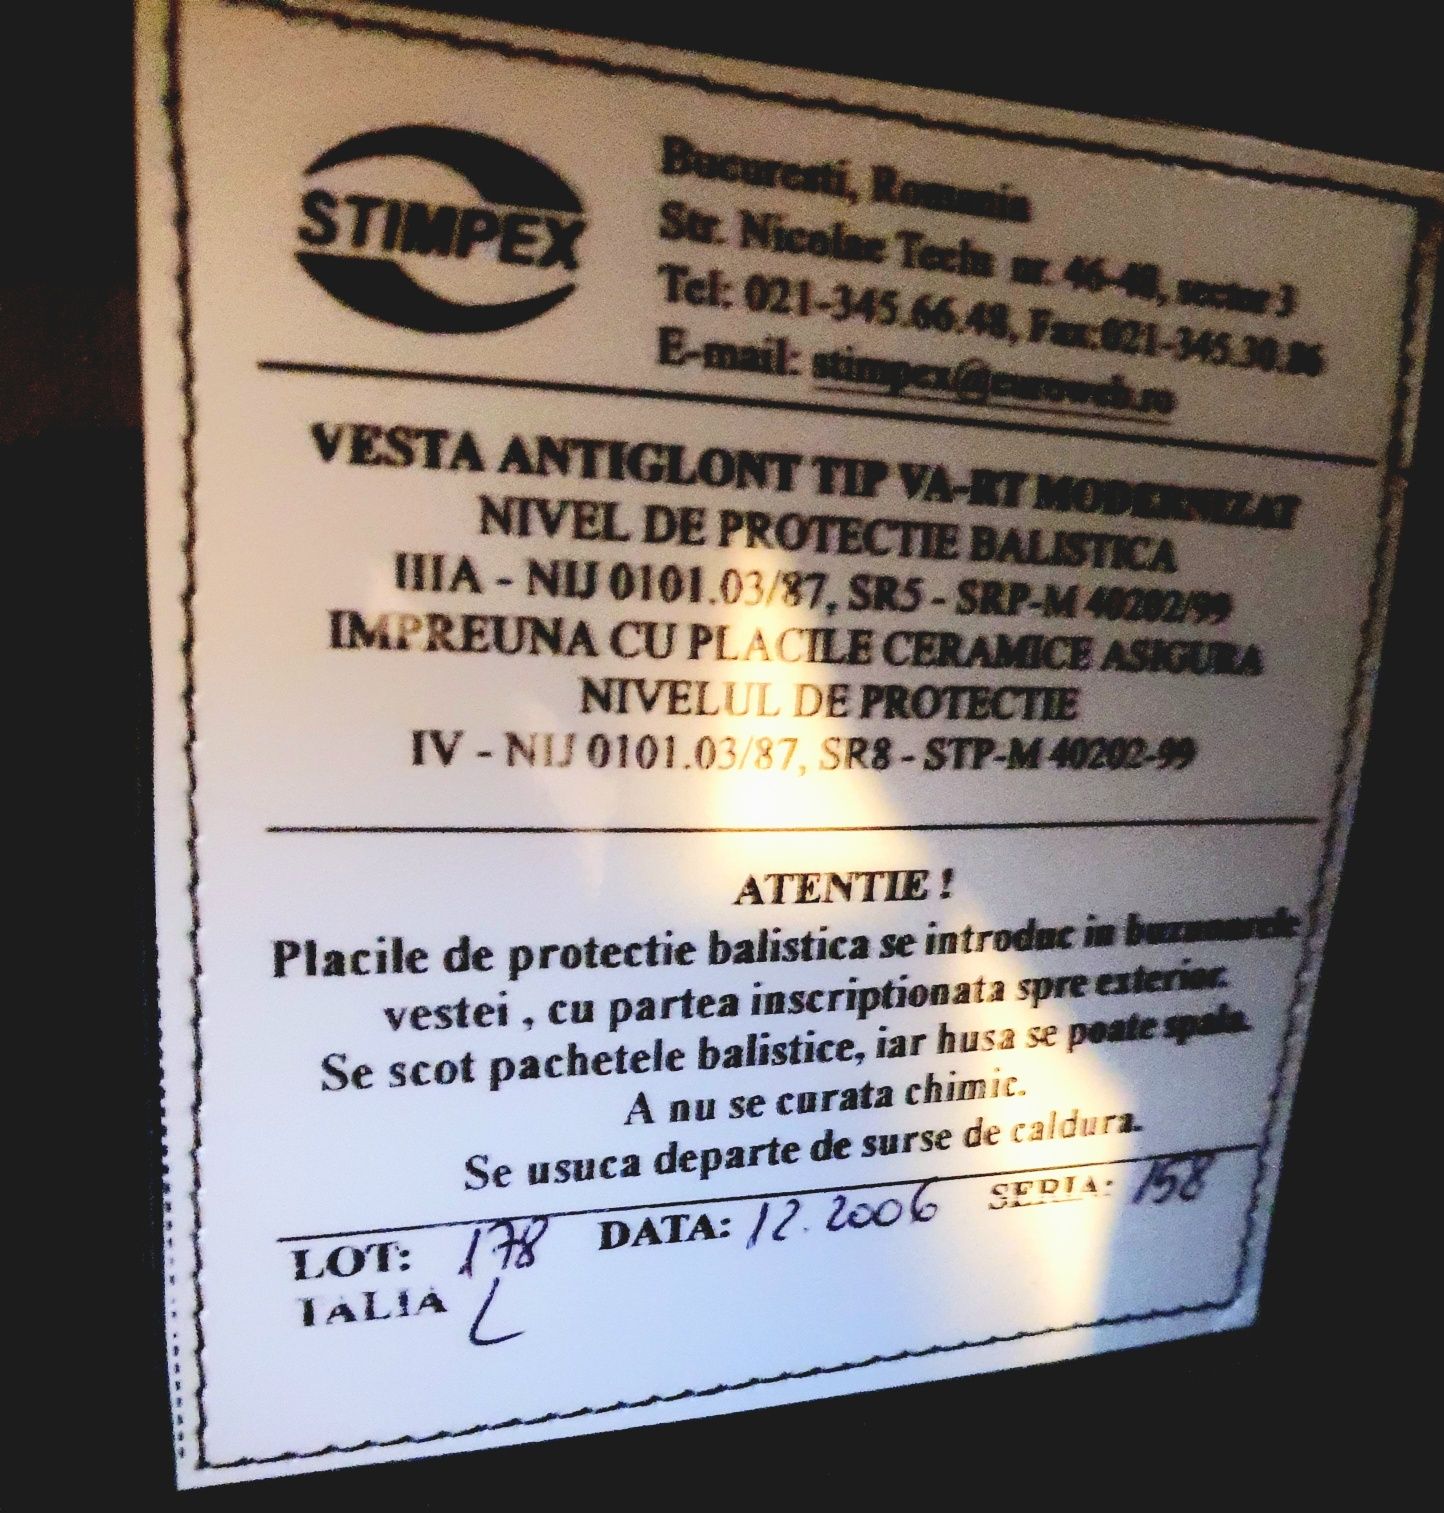 STIMPEX
Bucuresti, Romania
Str. Nicolae Teclu nr. 46-48, sector 3
Tel: 021-345.66.48, Fax:021-345.30.86
E-mail: stimpex@euroweb.ro
VESTA ANTIGLONT TIP VA-RT MODERNIZAT
NIVEL DE PROTECTIE BALISTICA
IIIA - NIJ 0101.03/87, SR5 - SRP-M 40202/99
IMPREUNA CU PLACILE CERAMICE ASIGURA
NIVELUL DE PROTECTIE
IV - NIJ 0101.03/87, SR8 - STP-M 40202-99
ATENTIE !
Placile de protectie balistica se introduc in buzunarele
vestei , cu partea inscriptionata spre exterior.
Se scot pachetele balistice, iar husa se poate spala.
A nu se curata chimic.
Se usuca departe de surse de caldura.
LOT: 178 DATA: 12.2006 SERIA: 158
TALIA L